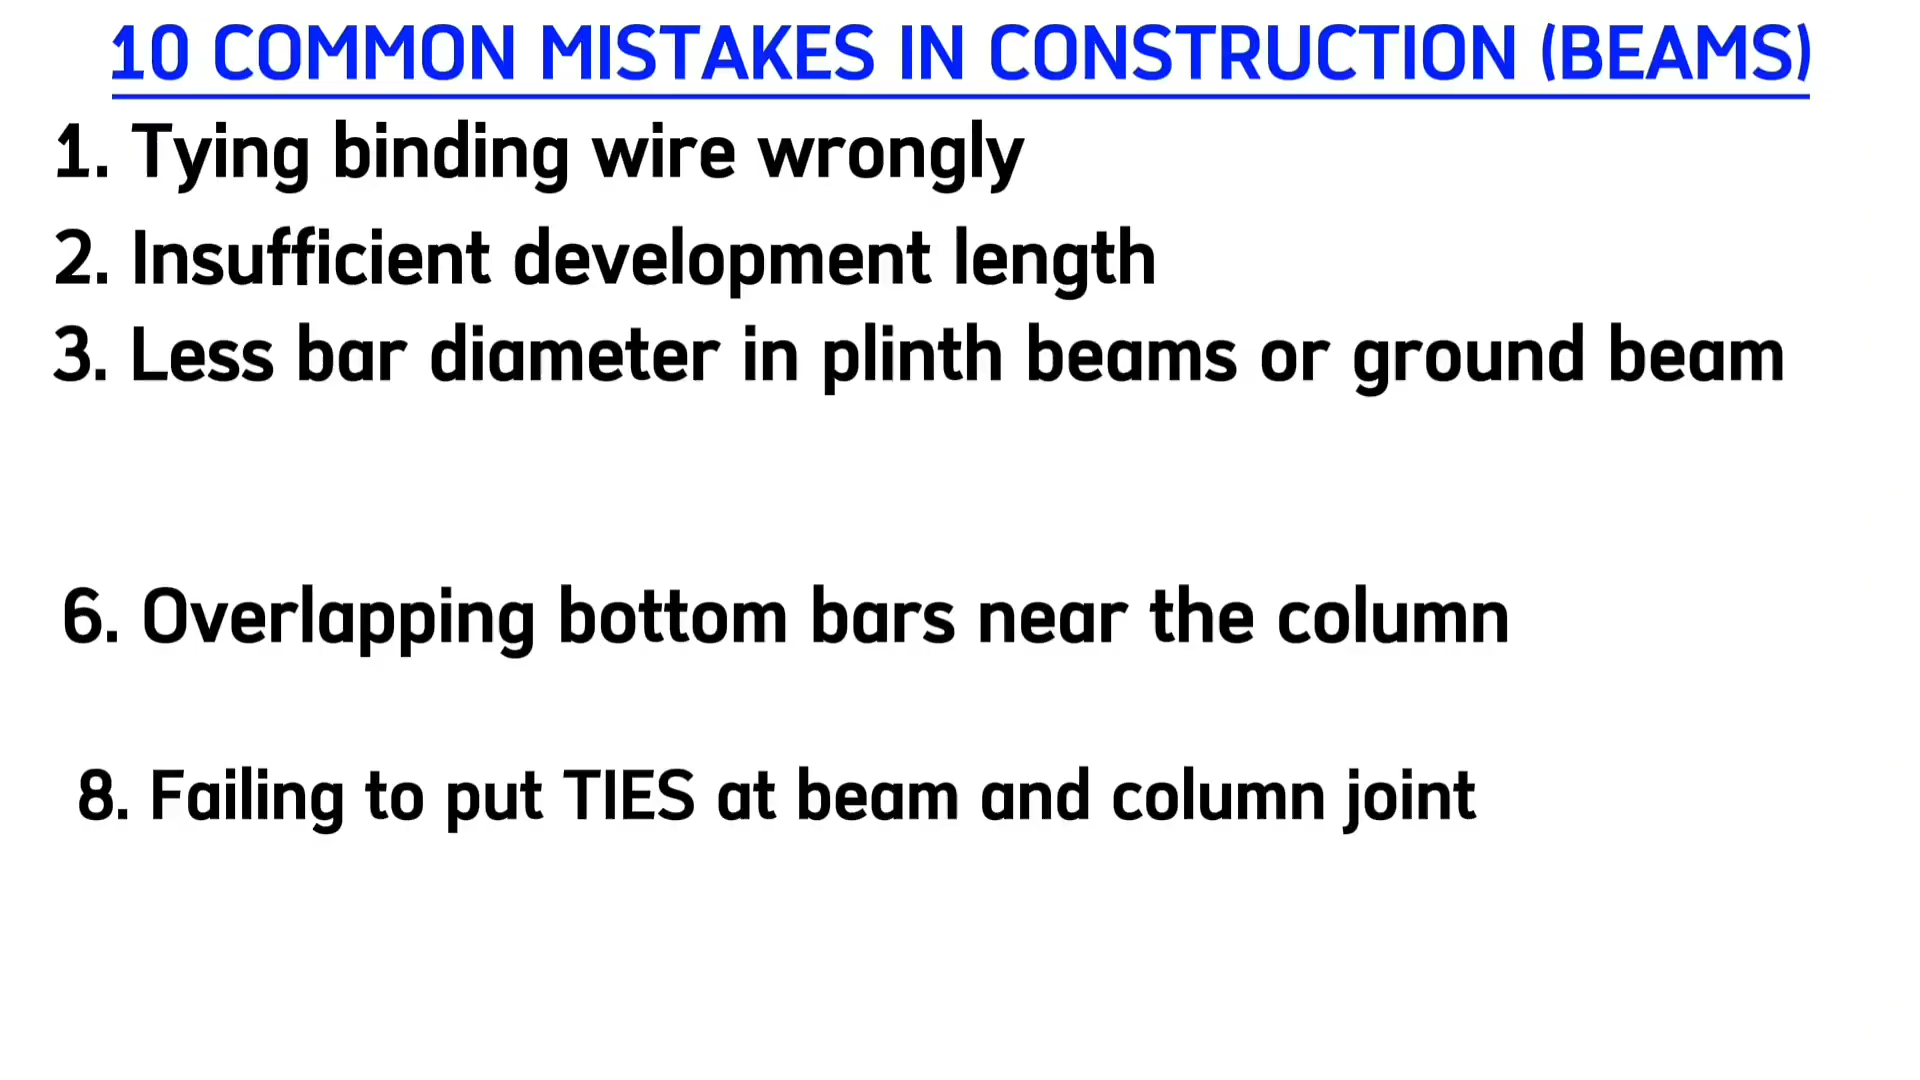 10 COMMON MISTAKES IN CONSTRUCTION (BEAMS)
1. Tying binding wire wrongly
2. Insufficient development length
3. Less bar diameter in plinth beams or ground beam
6. Overlapping bottom bars near the column
8. Failing to put TIES at beam and column joint